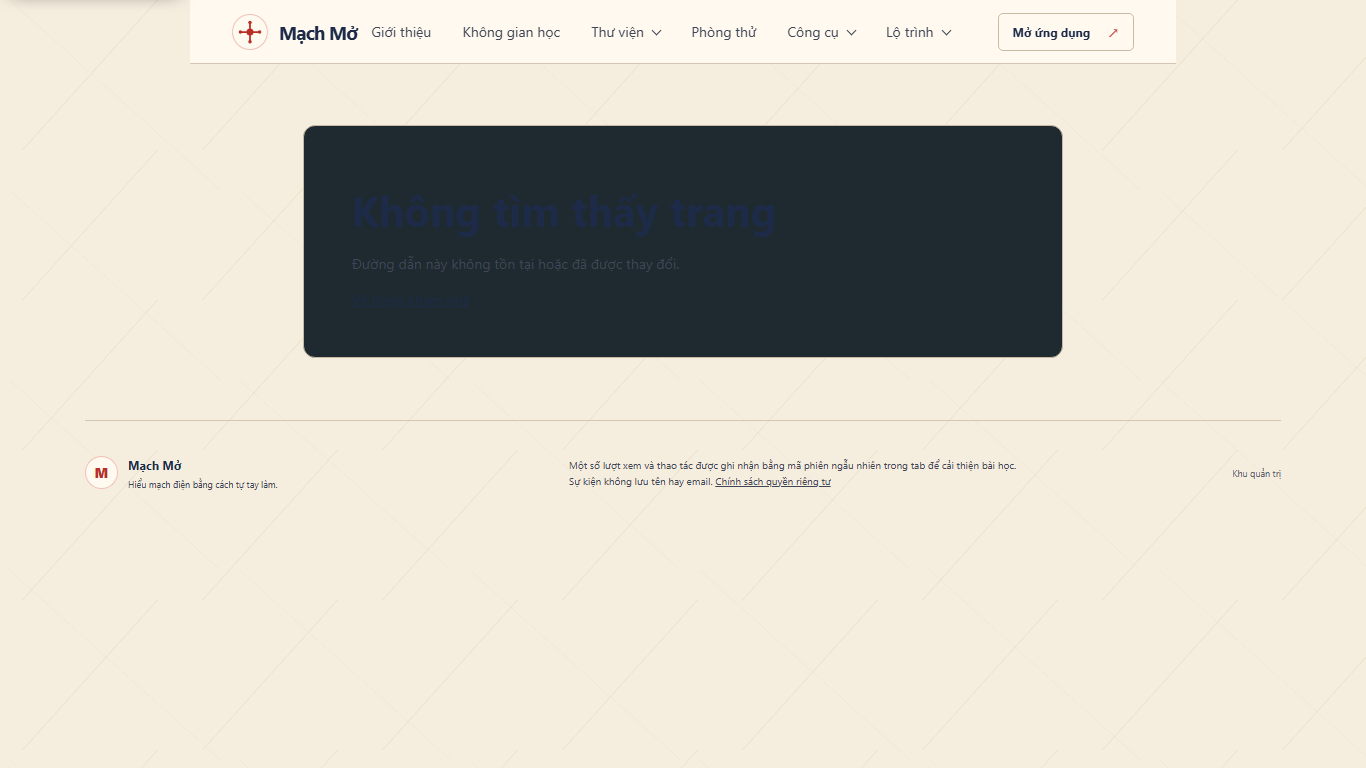 Mạch Mở
Giới thiệu
Không gian học
Thư viện
Phòng thử
Công cụ
Lộ trình
Mở ứng dụng ↗
Không tìm thấy trang
Đường dẫn này không tồn tại hoặc đã được thay đổi.
M
Mạch Mở
Hiểu mạch điện bằng cách tự tay làm.
Một số lượt xem và thao tác được ghi nhận bằng mã phiên ngẫu nhiên trong tab để cải thiện bài học.
Sự kiện không lưu tên hay email. Chính sách quyền riêng tư
Khu quản trị